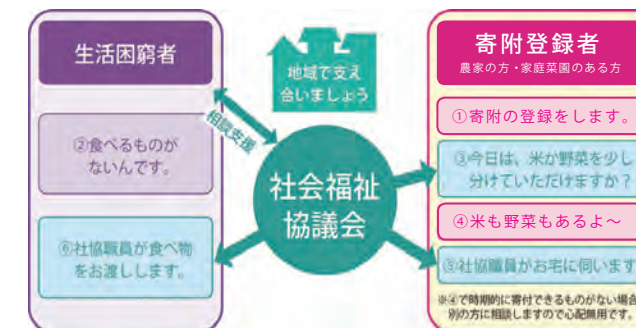 生活困窮者
②食べるものが
ないんです。
⑥社協職員が食べ物
をお渡しします。
地域で支え
合いましょう
相談支援
社会福祉
協議会
寄附登録者
農家の方・家庭菜園のある方
①寄附の登録をします。
③今日は、米か野菜を少し
分けていただけますか?
④米も野菜もあるよ～
⑤社協職員がお宅に伺います
※④で時期的に寄付できるものがない場合
別の方に相談しますので心配無用です。